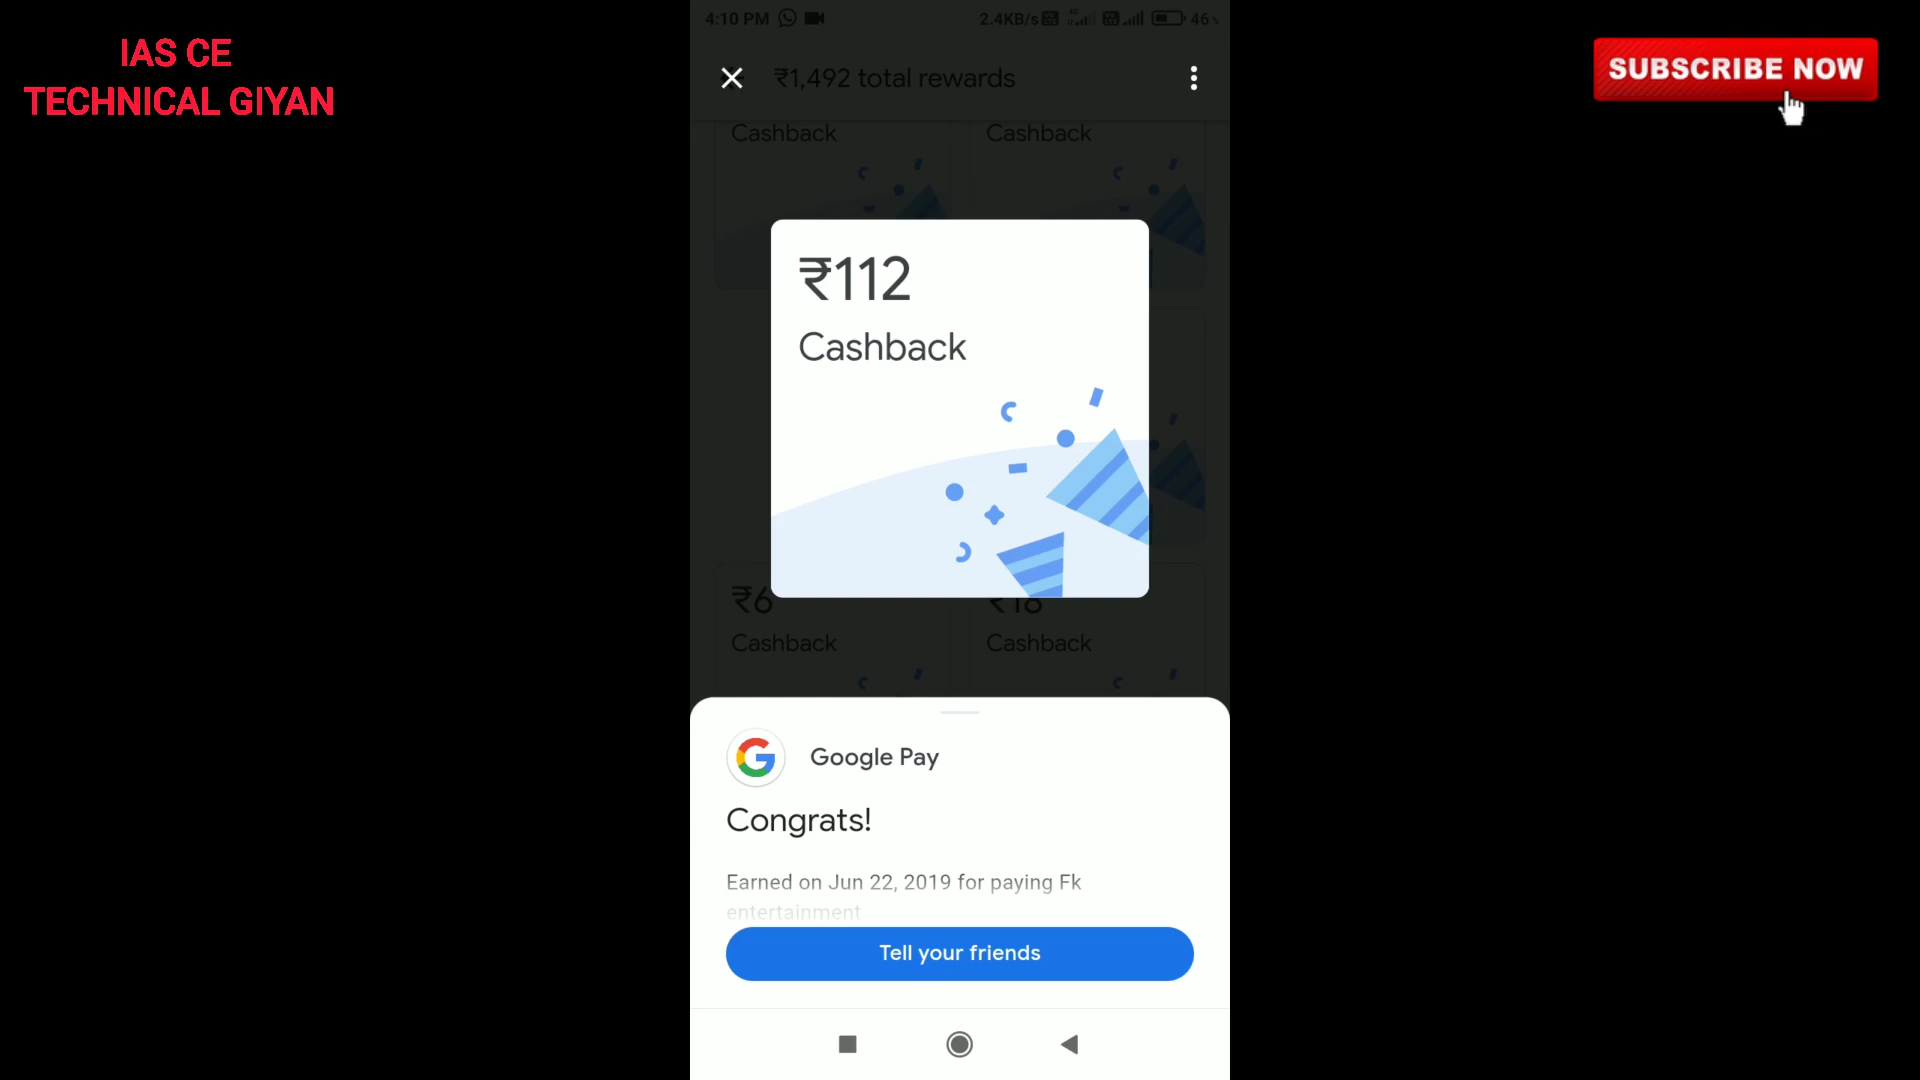 IAS CE
TECHNICAL GIYAN
SUBSCRIBE NOW
4:10 PM
2.4KB/s
4G
46
₹1,492 total rewards
Cashback
Cashback
₹112
Cashback
₹6
₹18
Cashback
Cashback
Google Pay
Congrats!
Earned on Jun 22, 2019 for paying Fk
entertainment
Tell your friends